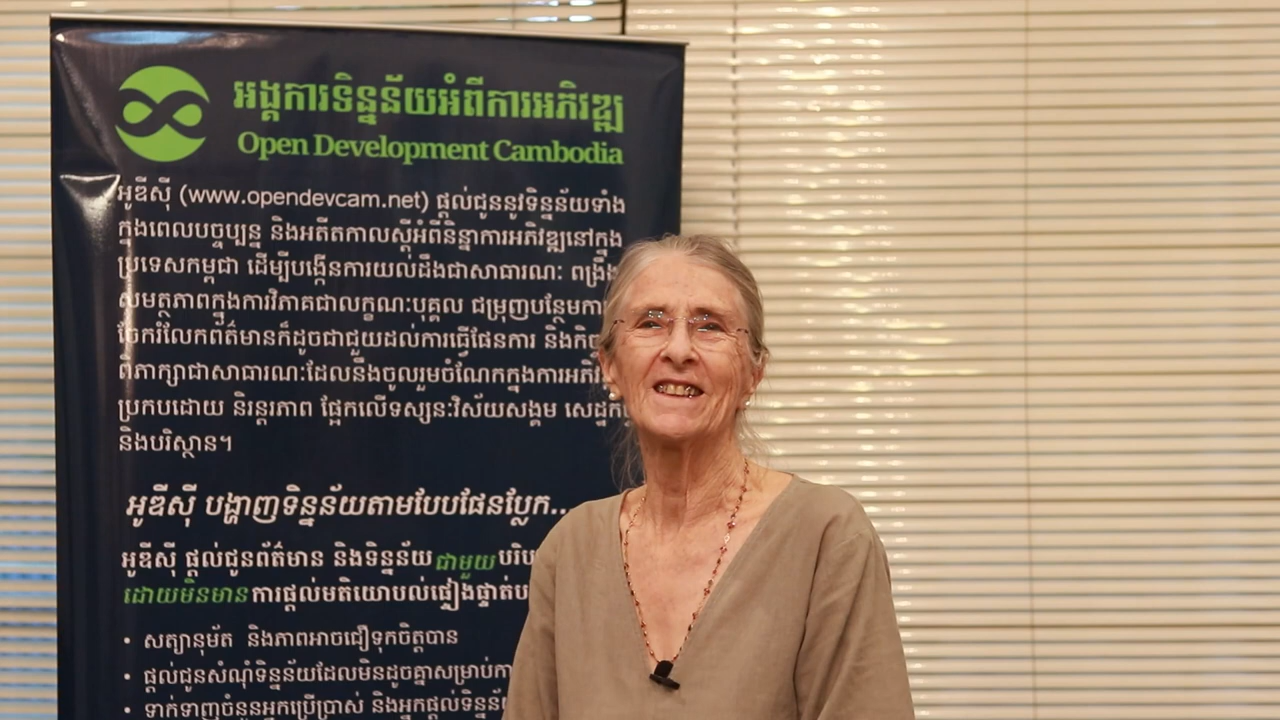 អង្គការទិន្នន័យអំពីការអភិវឌ្ឍ
Open Development Cambodia
អូឌីស៊ី (www.opendevcam.net) ផ្តល់ជូននូវទិន្នន័យទាំង
ក្នុងពេលបច្ចុប្បន្ន និងអតីតកាលស្តីអំពីនិន្នាការអភិវឌ្ឍនៅក្នុង
ប្រទេសកម្ពុជា ដើម្បីបង្កើនការយល់ដឹងជាសាធារណៈ ពង្រឹង
សមត្ថភាពក្នុងការវិភាគជាលក្ខណៈបុគ្គល ជម្រុញបន្ថែមការ
ចែករំលែកព័ត៌មានក៏ដូចជាជួយដល់ការធ្វើផែនការ និងកិច្ច
ពិភាក្សាជាសាធារណៈដែលនឹងចូលរួមចំណែកក្នុងការអភិវ
ប្រកបដោយ និរន្តរភាព ផ្អែកលើទស្សនៈវិស័យសង្គម សេដ្ឋកិ
និងបរិស្ថាន។
អូឌីស៊ី បង្ហាញទិន្នន័យតាមបែបផែនប្លែក...
អូឌីស៊ី ផ្តល់ជូនព័ត៌មាន និងទិន្នន័យ ជាមួយ បរិប
ដោយមិនមាន ការផ្តល់មតិយោបល់ផ្ទៀងផ្ទាត់ប
• សត្យានុម័ត និងភាពអាចជឿទុកចិត្តបាន
• ផ្តល់ជូនសំណុំទិន្នន័យដែលមិនដូចគ្នាសម្រាប់កា
• ទាក់ទាញចំនួនអ្នកប្រើប្រាស់ និងអ្នកផ្តល់ទិន្នន័យ